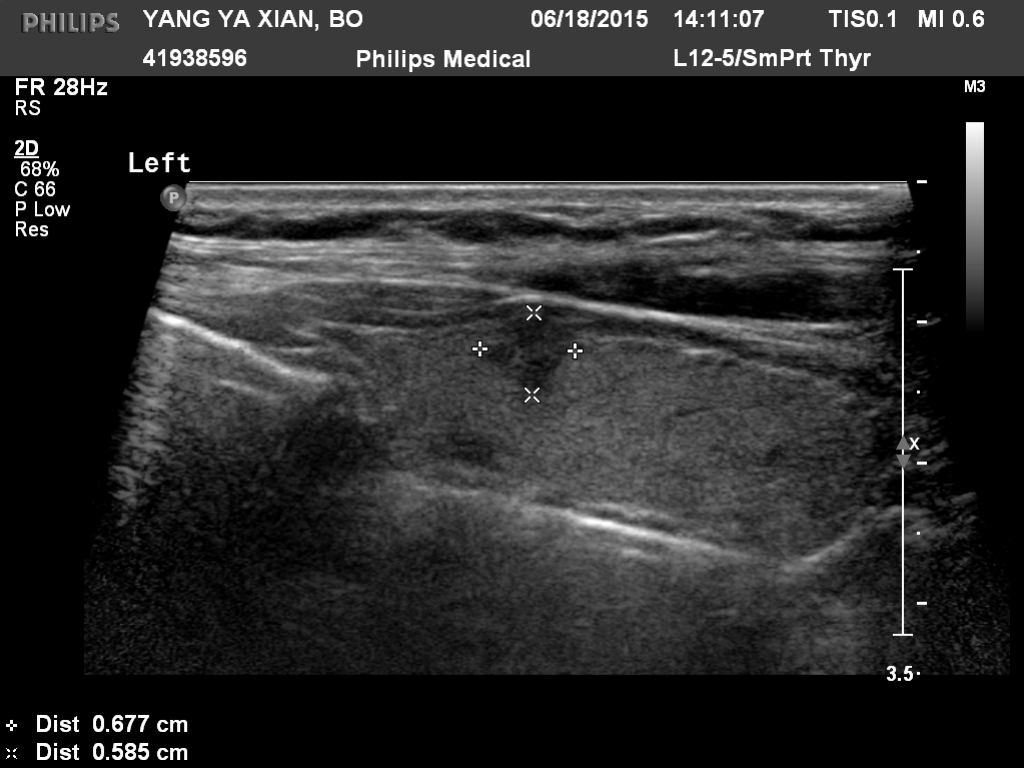 PHILIPS
YANG YA XIAN, BO
06/18/2015 14:11:07
TIS0.1 MI 0.6
41938596
Philips Medical
L12-5/SmPrt Thyr
FR 28Hz
RS
M3
2D
68%
C 66
P Low
Res
Left
P
X
3.5
Dist 0.677 cm
Dist 0.585 cm